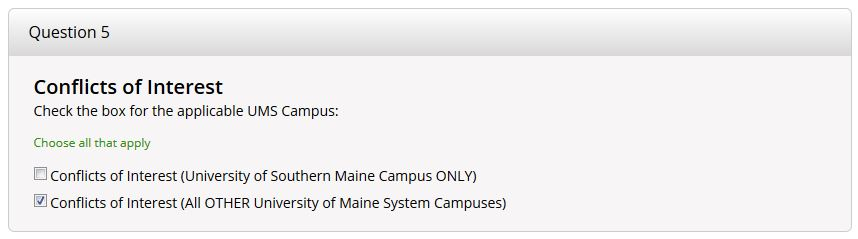 Question 5
Conflicts of Interest
Check the box for the applicable UMS Campus:
Choose all that apply
Conflicts of Interest (University of Southern Maine Campus ONLY)
Conflicts of Interest (All OTHER University of Maine System Campuses)